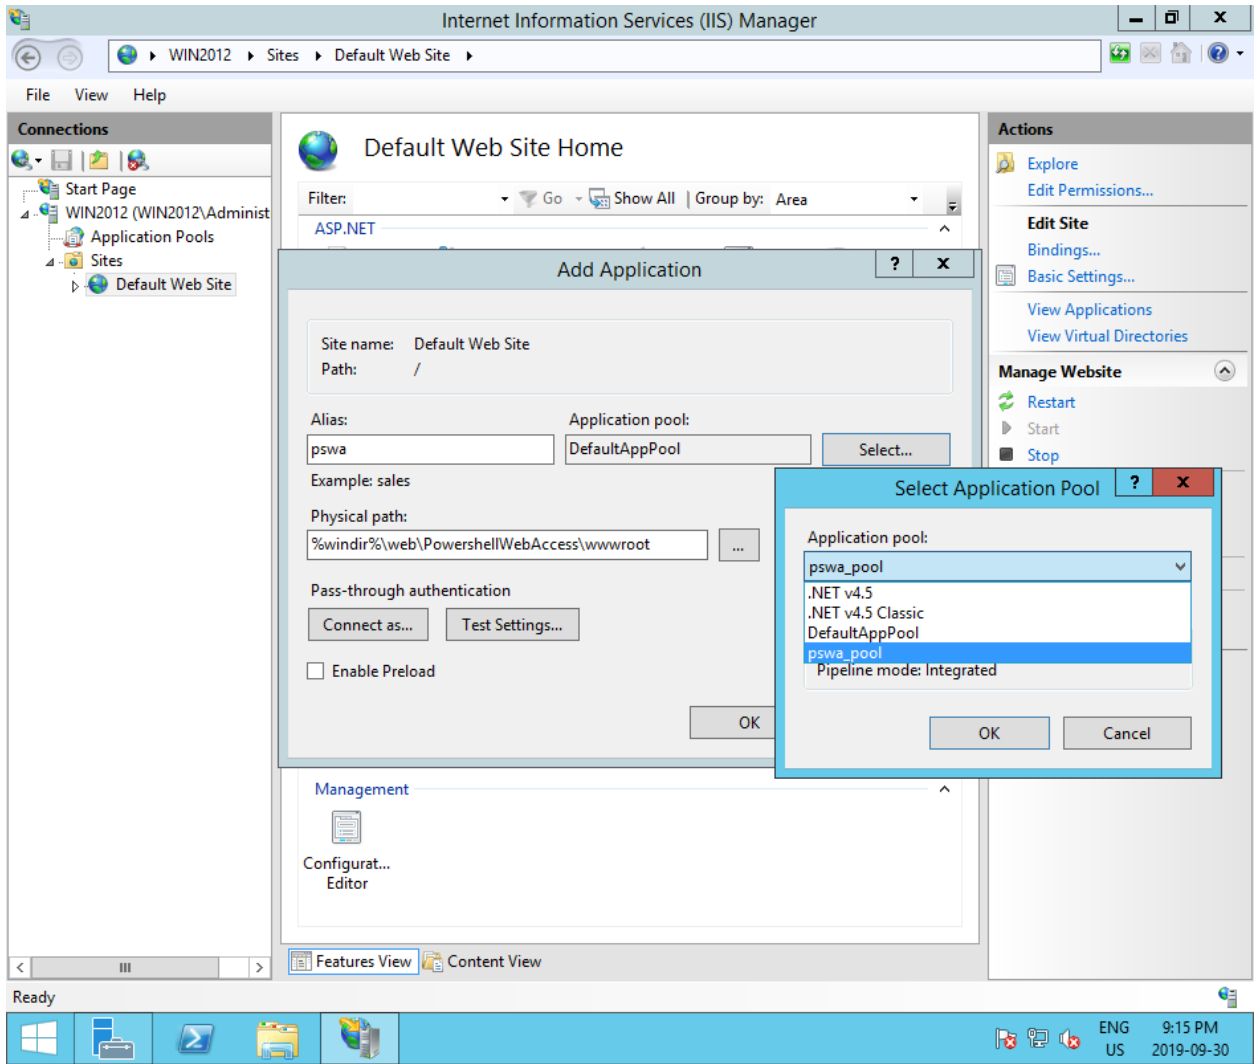 Internet Information Services (IIS) Manager
WIN2012 Sites Default Web Site
File View Help
Connections
Start Page
WIN2012 (WIN2012\Administ
Application Pools
Sites
Default Web Site
Default Web Site Home
Filter: Go Show All Group by: Area
ASP.NET
Add Application
Site name: Default Web Site
Path: /
Alias:
pswa
Application pool:
DefaultAppPool
Select...
Example: sales
Physical path:
%windir%\web\PowershellWebAccess\wwwroot
...
Pass-through authentication
Connect as... Test Settings...
Enable Preload
OK
Select Application Pool
Application pool:
pswa_pool
.NET v4.5
.NET v4.5 Classic
DefaultAppPool
pswa_pool
Pipeline mode: Integrated
OK Cancel
Management
Configurat...
Editor
Features View Content View
Actions
Explore
Edit Permissions...
Edit Site
Bindings...
Basic Settings...
View Applications
View Virtual Directories
Manage Website
Restart
Start
Stop
Ready
ENG
US
9:15 PM
2019-09-30